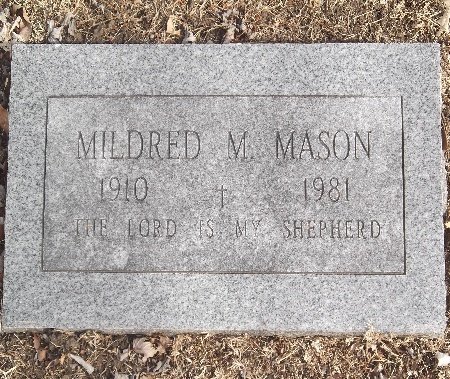 MILDRED M. MASON
1910 † 1981
THE LORD IS MY SHEPHERD